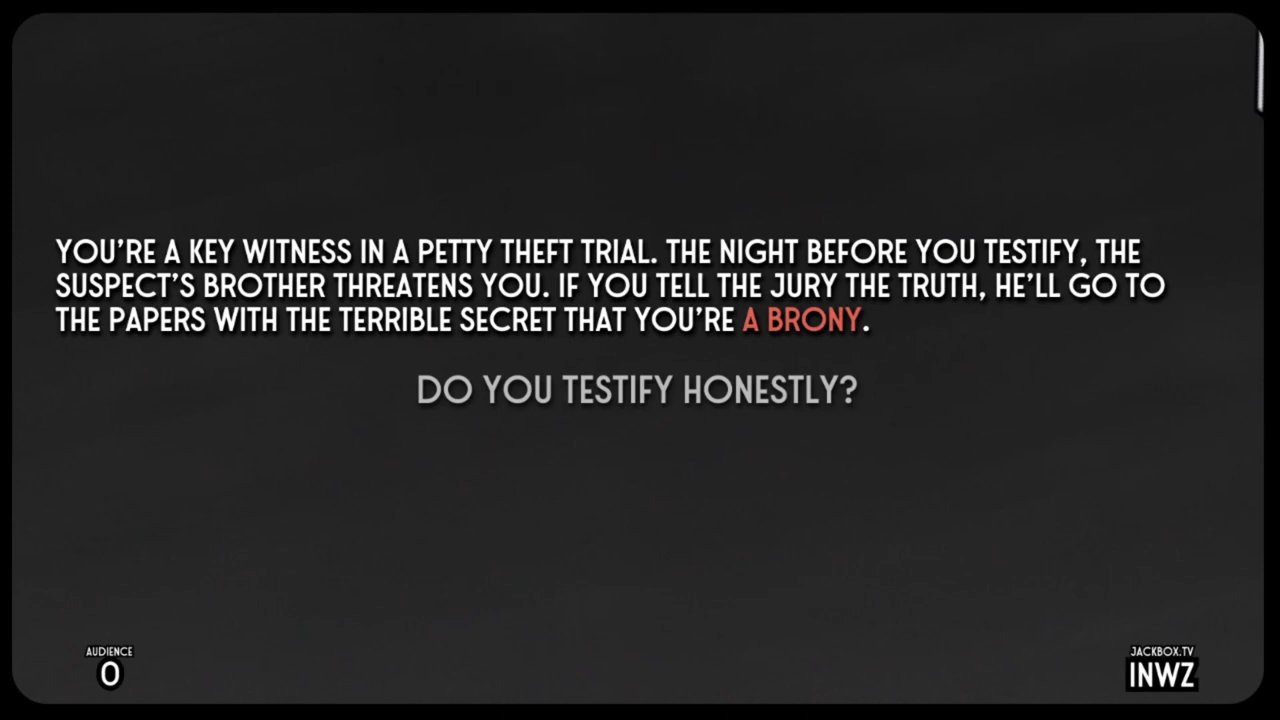 YOU'RE A KEY WITNESS IN A PETTY THEFT TRIAL. THE NIGHT BEFORE YOU TESTIFY, THE
SUSPECT'S BROTHER THREATENS YOU. IF YOU TELL THE JURY THE TRUTH, HE'LL GO TO
THE PAPERS WITH THE TERRIBLE SECRET THAT YOU'RE A BRONY.
DO YOU TESTIFY HONESTLY?
AUDIENCE
0
JACKBOX.TV
INWZ